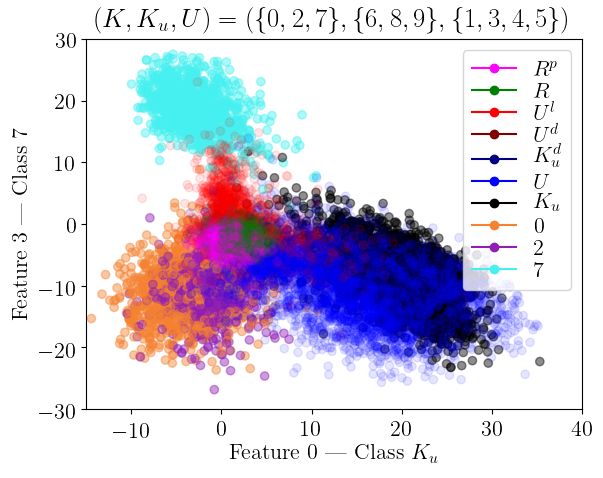 (K, K_u, U) = ({0, 2, 7}, {6, 8, 9}, {1, 3, 4, 5})
30
20
10
0
−10
−20
−30
Feature 3 — Class 7
R^p
R
U^l
U^d
K_u^d
U
K_u
0
2
7
−10 0 10 20 30 40
Feature 0 — Class K_u